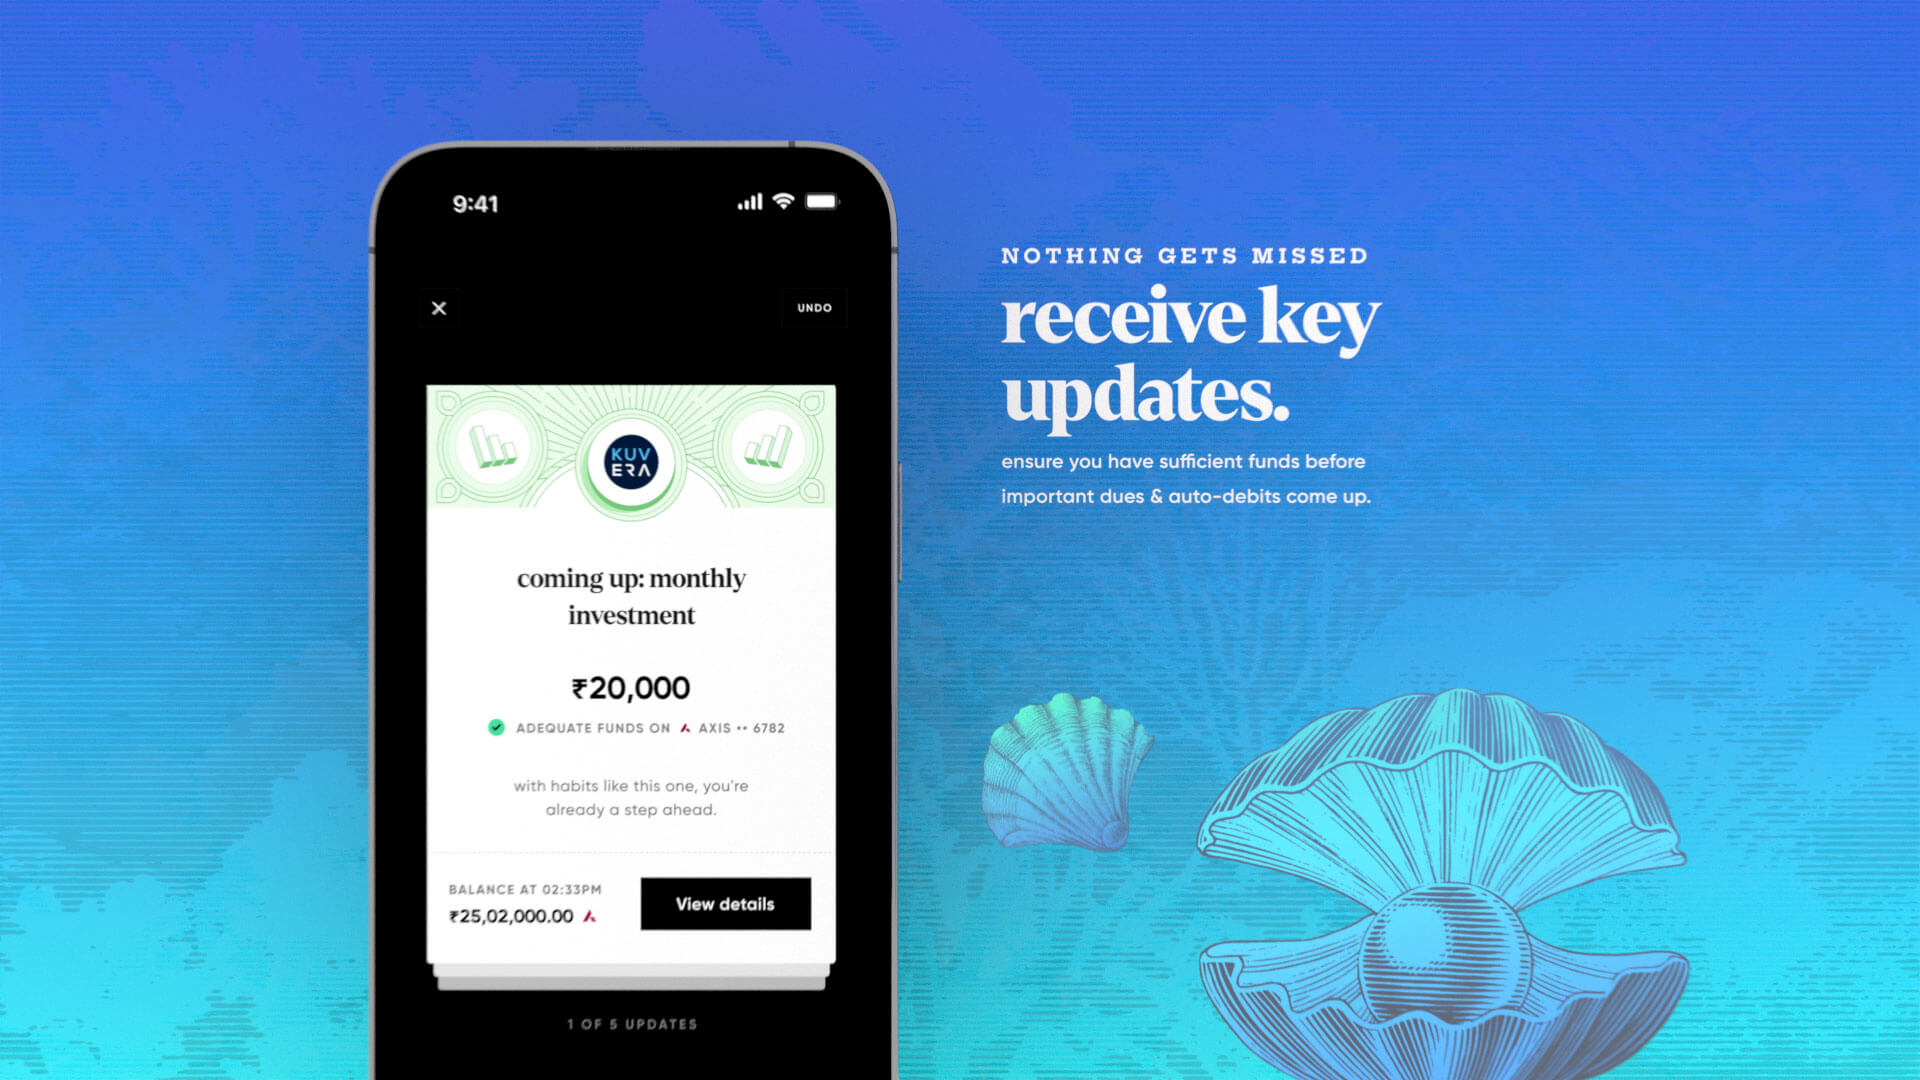 9:41
UNDO
KUV
ERA
coming up: monthly
investment
₹20,000
ADEQUATE FUNDS ON AXIS •• 6782
with habits like this one, you're
already a step ahead.
BALANCE AT 02:33PM
₹25,02,000.00
View details
1 OF 5 UPDATES
NOTHING GETS MISSED
receive key
updates.
ensure you have sufficient funds before
important dues & auto-debits come up.